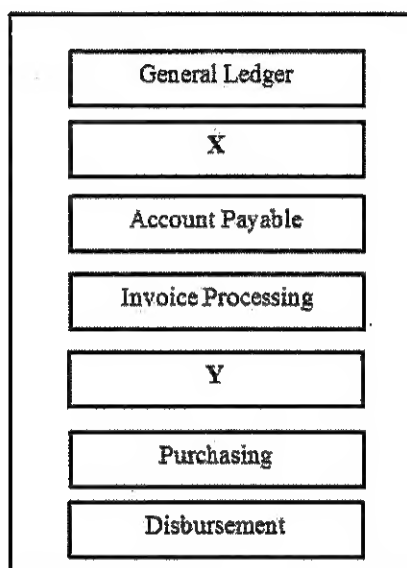 General Ledger
X
Account Payable
Invoice Processing
Y
Purchasing
Disbursement